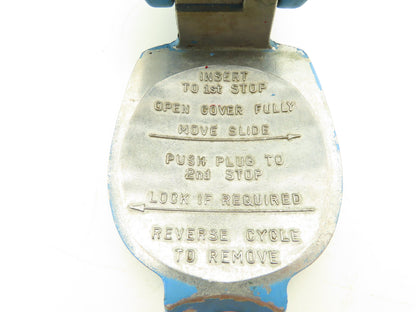 INSERT
TO 1st STOP
OPEN COVER FULLY
MOVE SLIDE
PUSH PLUG TO
2nd STOP
LOCK IF REQUIRED
REVERSE CYCLE
TO REMOVE